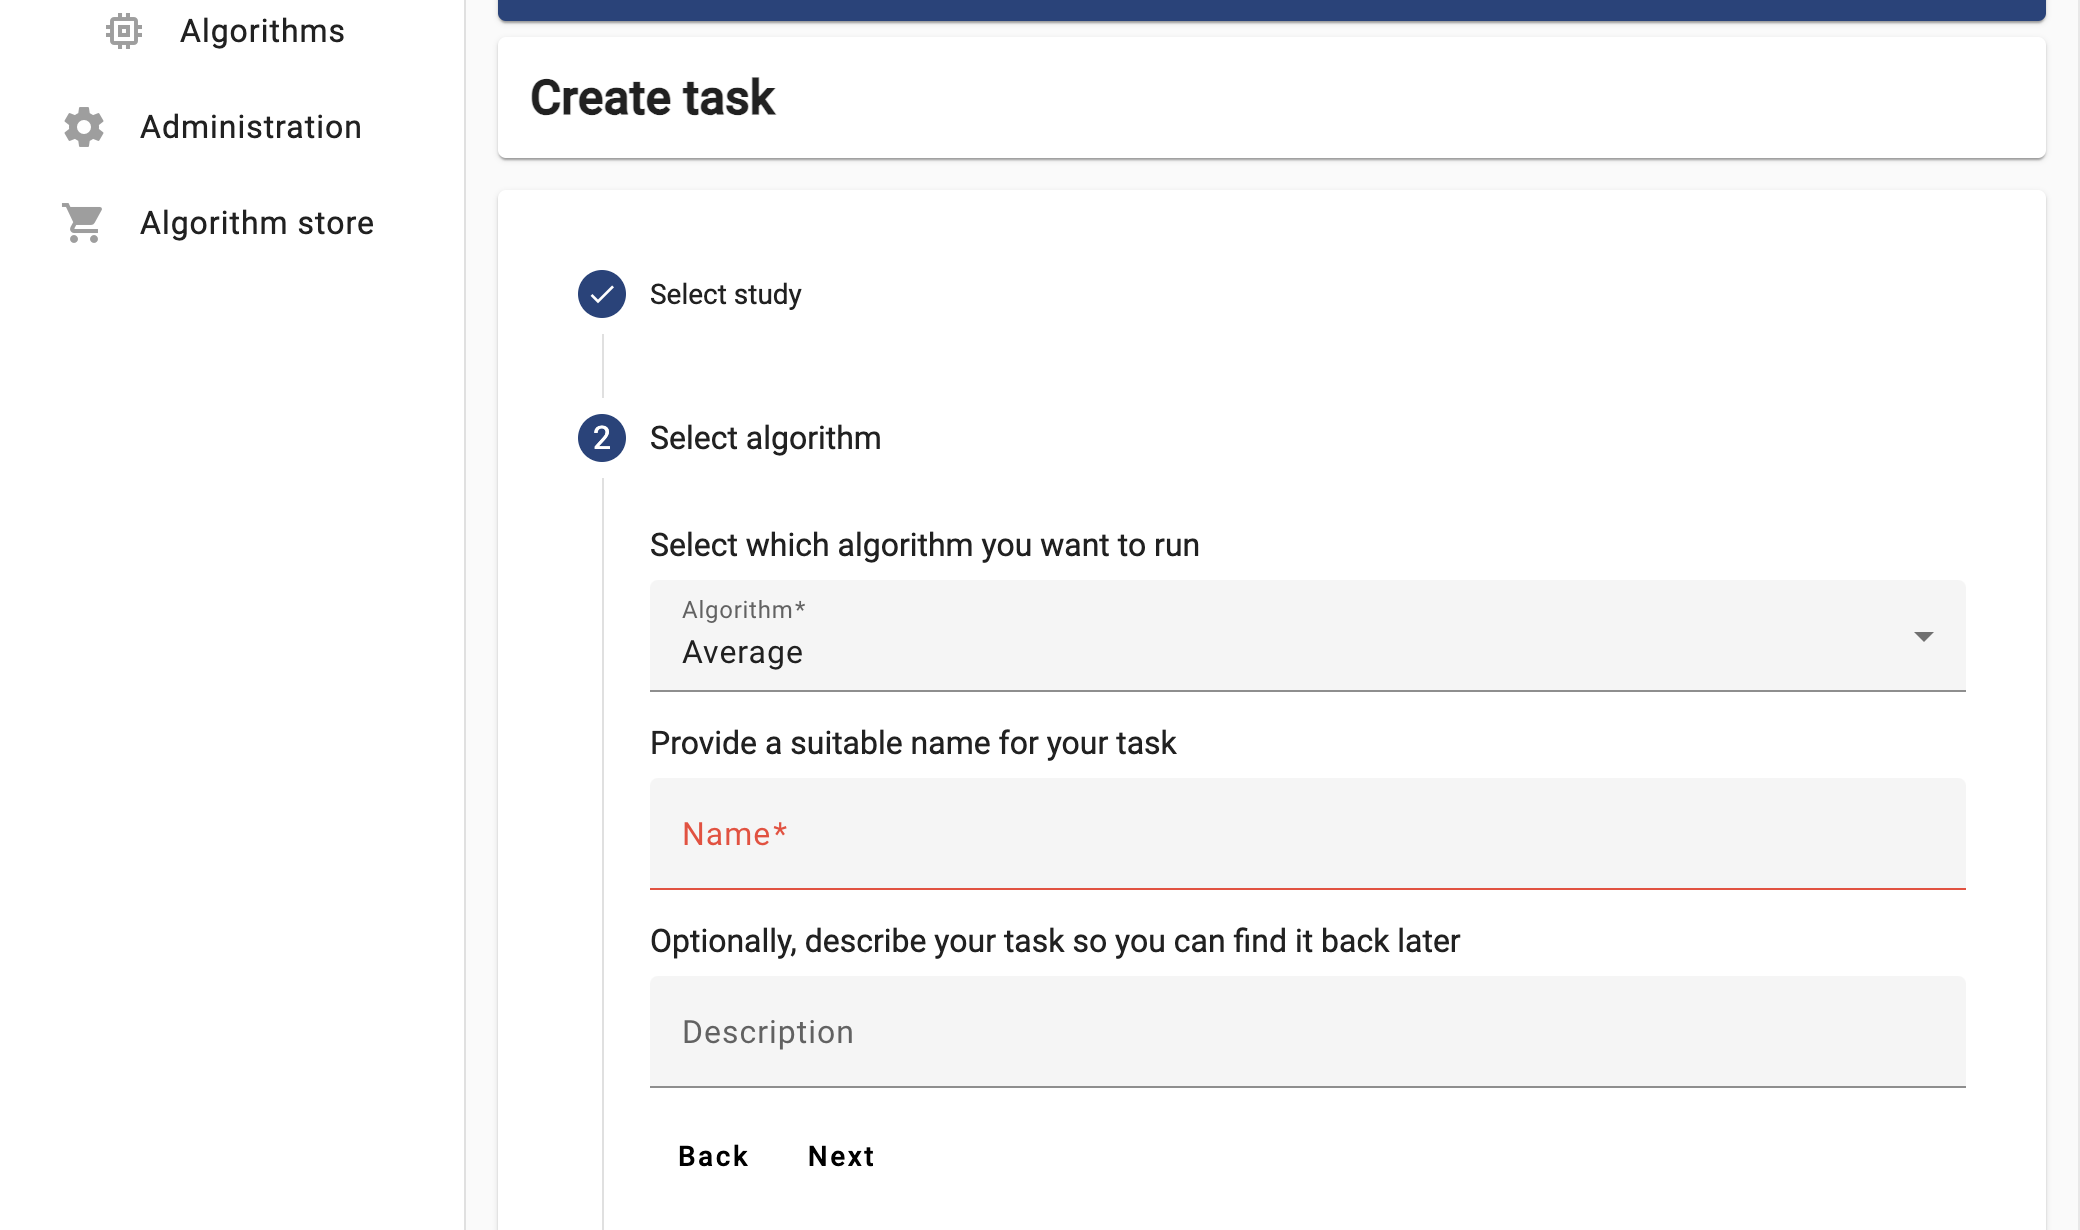 Algorithms
Administration
Algorithm store
Create task
Select study
2 Select algorithm
Select which algorithm you want to run
Algorithm*
Average
Provide a suitable name for your task
Name*
Optionally, describe your task so you can find it back later
Description
Back Next